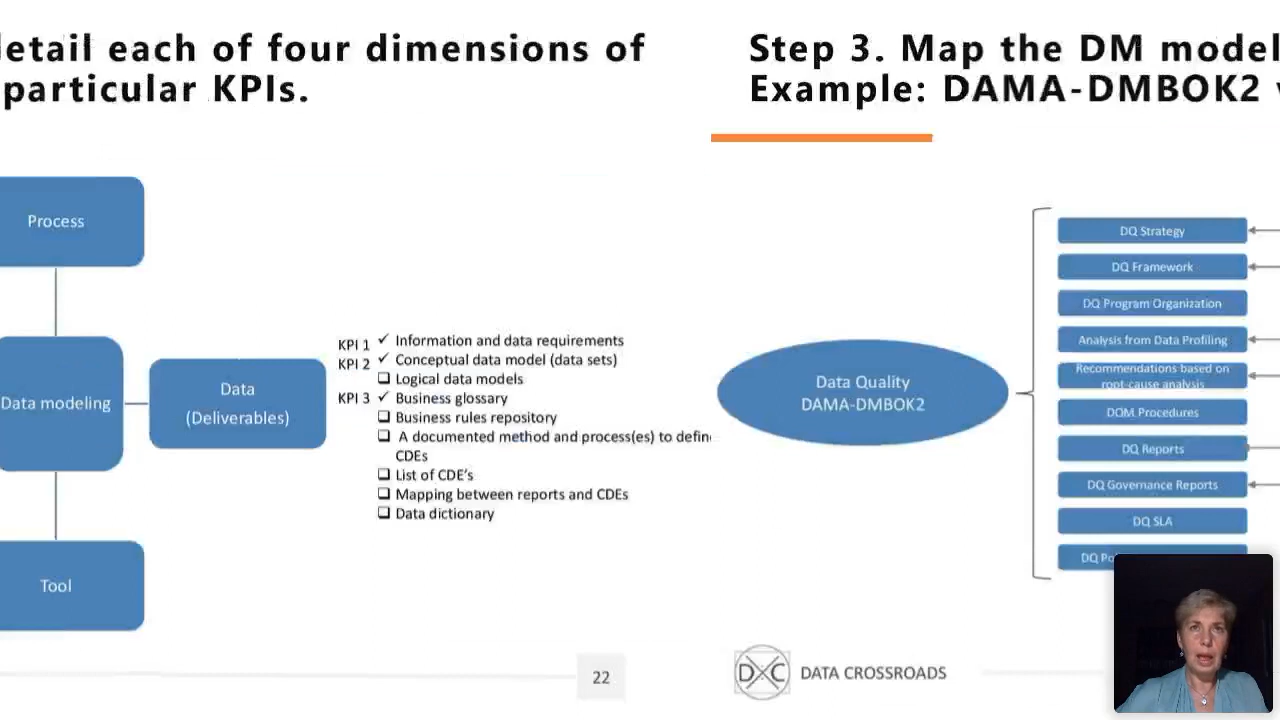 etail each of four dimensions of
particular KPIs.
Process
Data modeling
Data
(Deliverables)
Tool
KPI 1 ✓ Information and data requirements
KPI 2 ✓ Conceptual data model (data sets)
❑ Logical data models
KPI 3 ✓ Business glossary
❑ Business rules repository
❑ A documented method and process(es) to defin
CDEs
❑ List of CDE's
❑ Mapping between reports and CDEs
❑ Data dictionary
22
Step 3. Map the DM model
Example: DAMA-DMBOK2
Data Quality
DAMA-DMBOK2
DQ Strategy
DQ Framework
DQ Program Organization
Analysis from Data Profiling
Recommendations based on
root-cause analysis
DQM Procedures
DQ Reports
DQ Governance Reports
DQ SLA
DQ Po
DXC DATA CROSSROADS